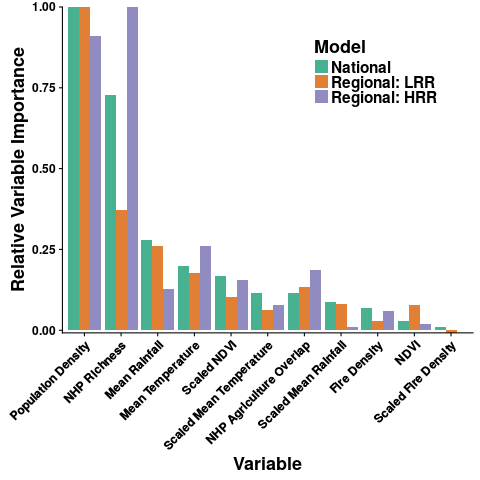 Relative Variable Importance
1.00
0.75
0.50
0.25
0.00
Model
National
Regional: LRR
Regional: HRR
Population Density
NHP Richness
Mean Rainfall
Mean Temperature
Scaled NDVI
Scaled Mean Temperature
NHP Agriculture Overlap
Scaled Mean Rainfall
Fire Density
NDVI
Scaled Fire Density
Variable